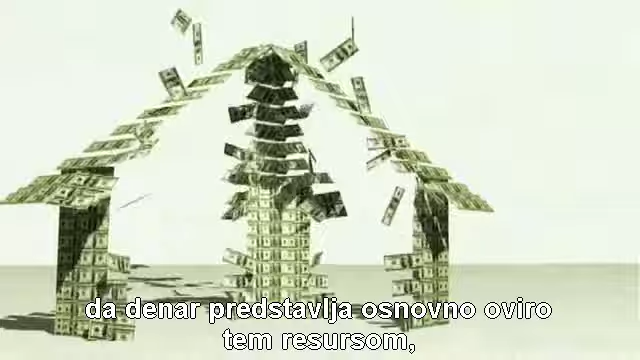 da denar predstavlja osnovno oviro
tem resursom,